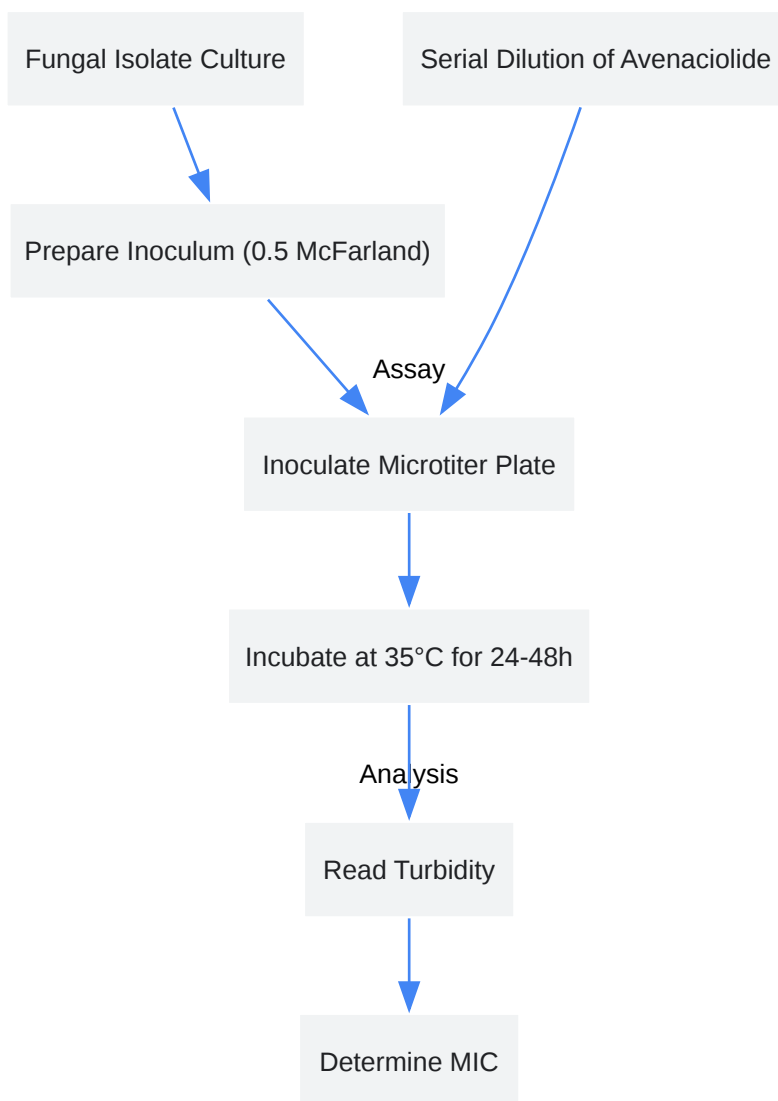 Fungal Isolate Culture
Serial Dilution of Avenaciolide
Prepare Inoculum (0.5 McFarland)
Assay
Inoculate Microtiter Plate
Incubate at 35°C for 24-48h
Analysis
Read Turbidity
Determine MIC